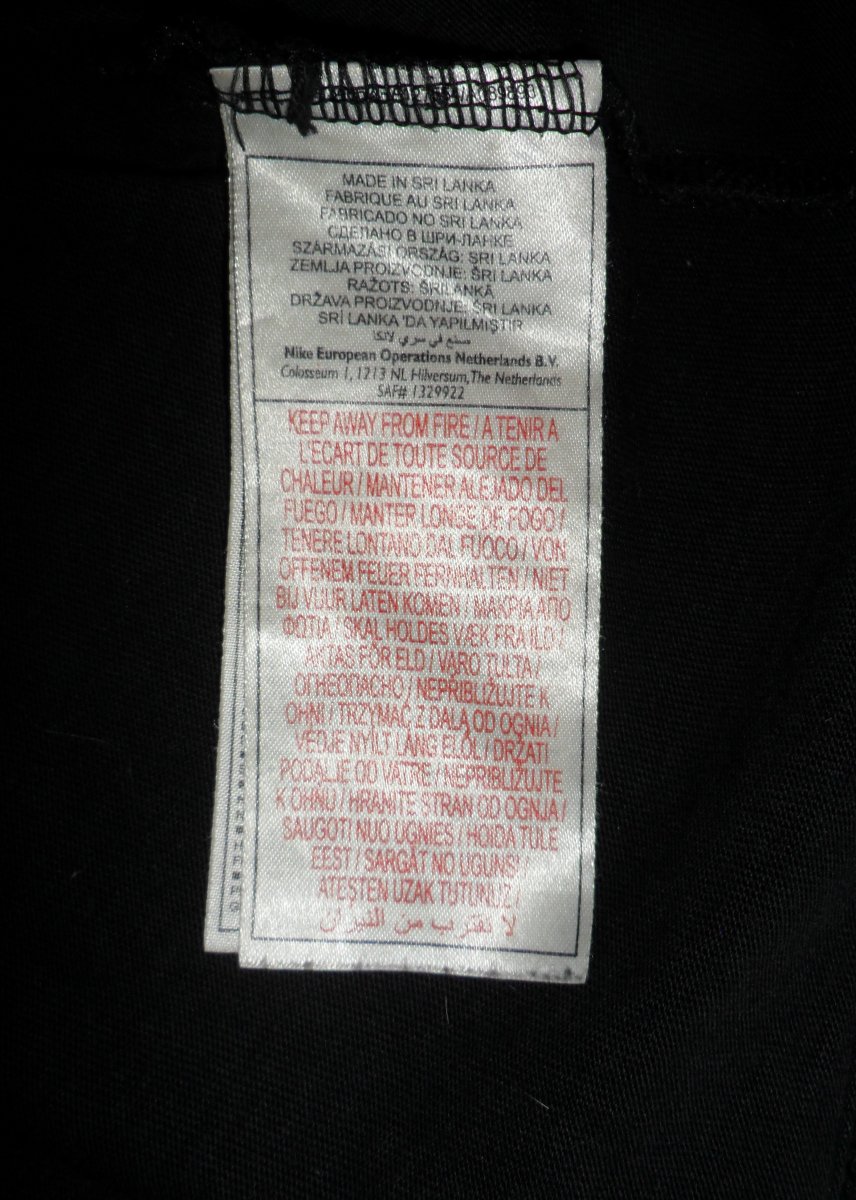 MADE IN SRI LANKA
FABRIQUE AU SRI LANKA
FABRICADO NO SRI LANKA
СДЕЛАНО В ШРИ-ЛАНКЕ
SZÁRMAZÁSI ORSZÁG: SRI LANKA
ZEMLJA PROIZVODNJE: ŠRI LANKA
RAŽOTS: ŠRILANKĀ
DRŽAVA PROIZVODNJE: ŠRI LANKA
SRİ LANKA 'DA YAPILMIŞTIR
صنع في سري لانكا
Nike European Operations Netherlands B.V.
Colosseum 1, 1213 NL Hilversum, The Netherlands
SAF# 1329922
KEEP AWAY FROM FIRE / A TENIR A
L'ECART DE TOUTE SOURCE DE
CHALEUR / MANTENER ALEJADO DEL
FUEGO / MANTER LONGE DE FOGO /
TENERE LONTANO DAL FUOCO / VON
OFFENEM FEUER FERNHALTEN / NIET
BIJ VUUR LATEN KOMEN / ΜΑΚΡΙΑ ΑΠΟ
ΦΩΤΙΑ / SKAL HOLDES VÆK FRA ILD /
AKTAS FÖR ELD / VARO TULTA /
ОГНЕОПАСНО / NEPŘIBLIŽUJTE K
OHNI / TRZYMAĆ Z DALA OD OGNIA /
VÉDJE NYÍLT LÁNG ELŐL / DRŽATI
PODALJE OD VATRE / NEPRIBLIŽUJTE
K OHŇU / HRANITE STRAN OD OGNJA /
SAUGOTI NUO UGNIES / HOIDA TULE
EEST / SARGĀT NO UGUNS! /
ATEŞTEN UZAK TUTUNUZ /
لا تقترب من النيران